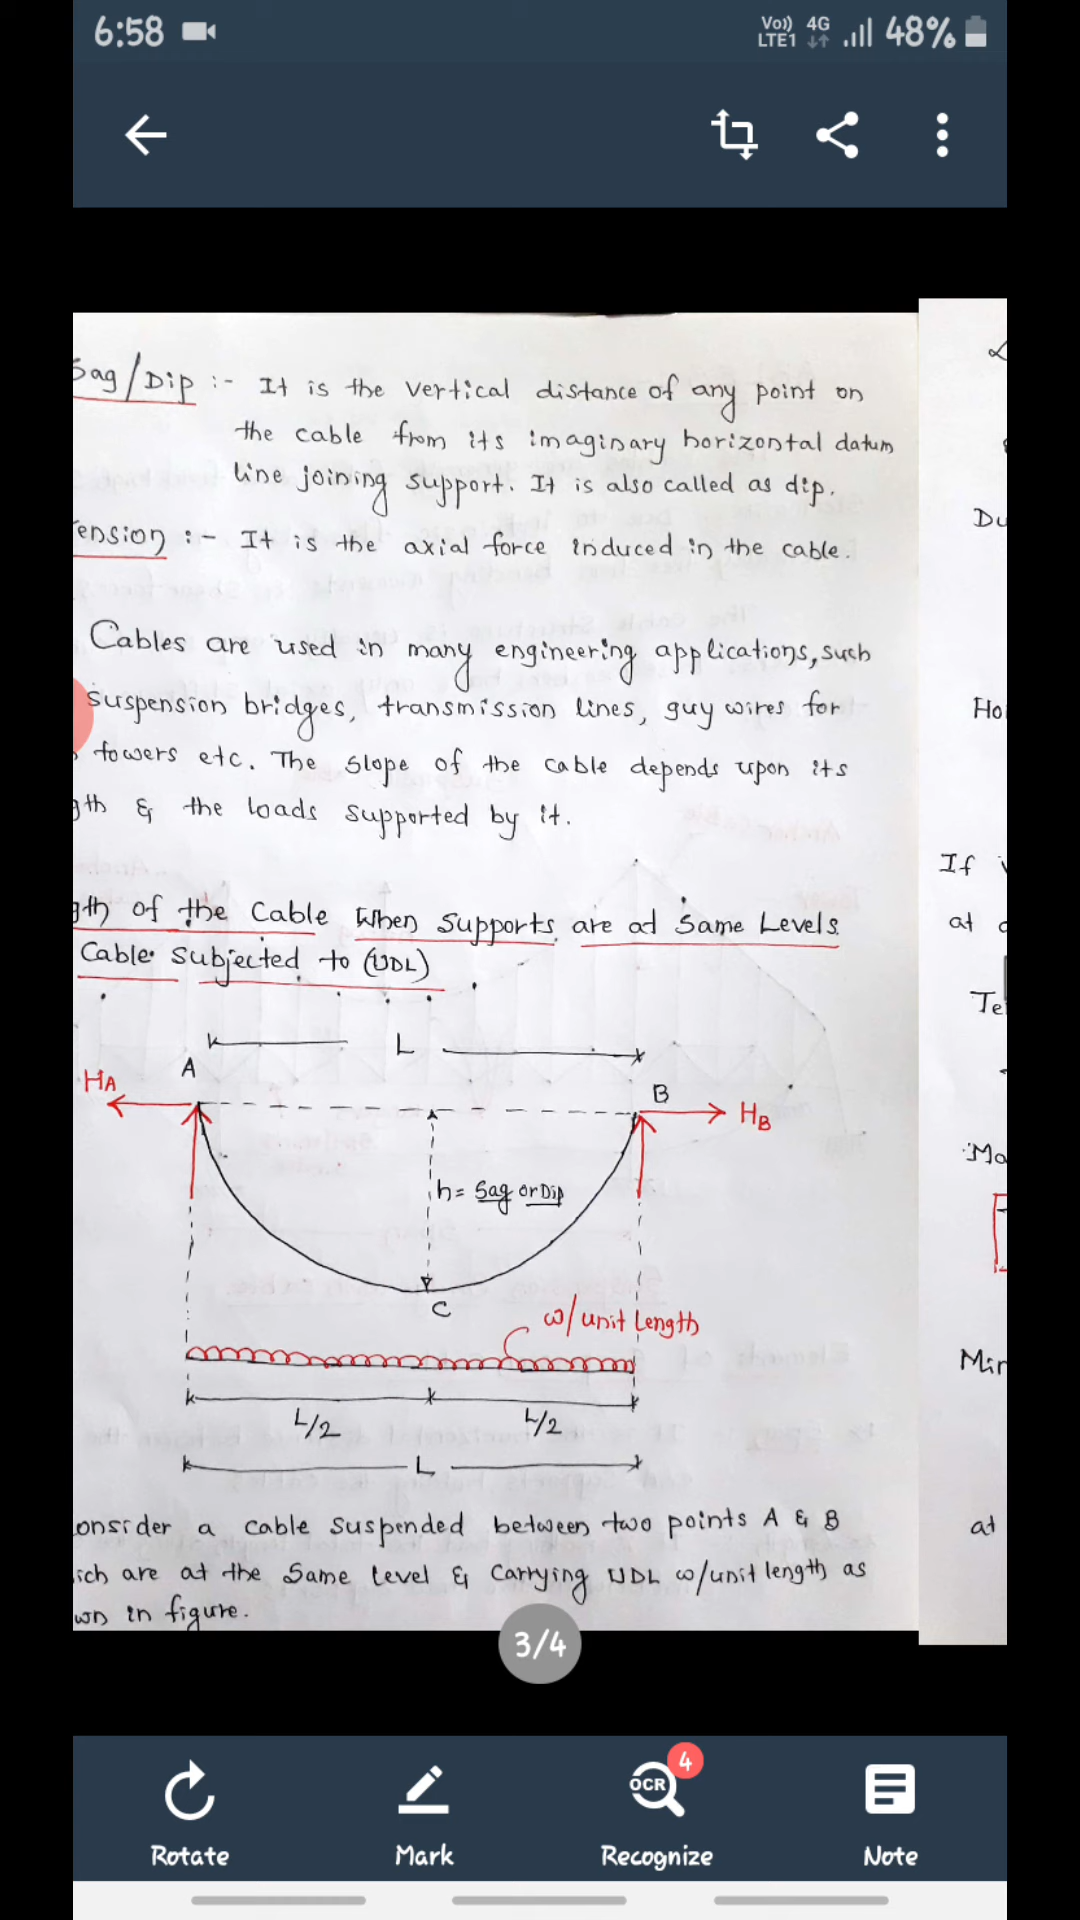 6:58
Vo)) LTE1 4G 48%
Sag/Dip :- It is the vertical distance of any point on
the cable from its imaginary horizontal datum
line joining support. It is also called as dip.
ension :- It is the axial force induced in the cable.
Cables are used in many engineering applications, such
suspension bridges, transmission lines, guy wires for
towers etc. The slope of the cable depends upon its
gth & the loads supported by it.
gth of the Cable When Supports are ad Same Levels
Cable Subjected to (UDL)
L
A
HA
B
HB
h = Sag or Dip
C
w/unit length
L/2 L/2
L
onsider a cable suspended between two points A & B
ich are at the Same level & Carrying UDL w/unit length as
wn in figure.
Du
Ho
If
at
Te
Ma
Min
at
3/4
4
OCR
Rotate Mark Recognize Note